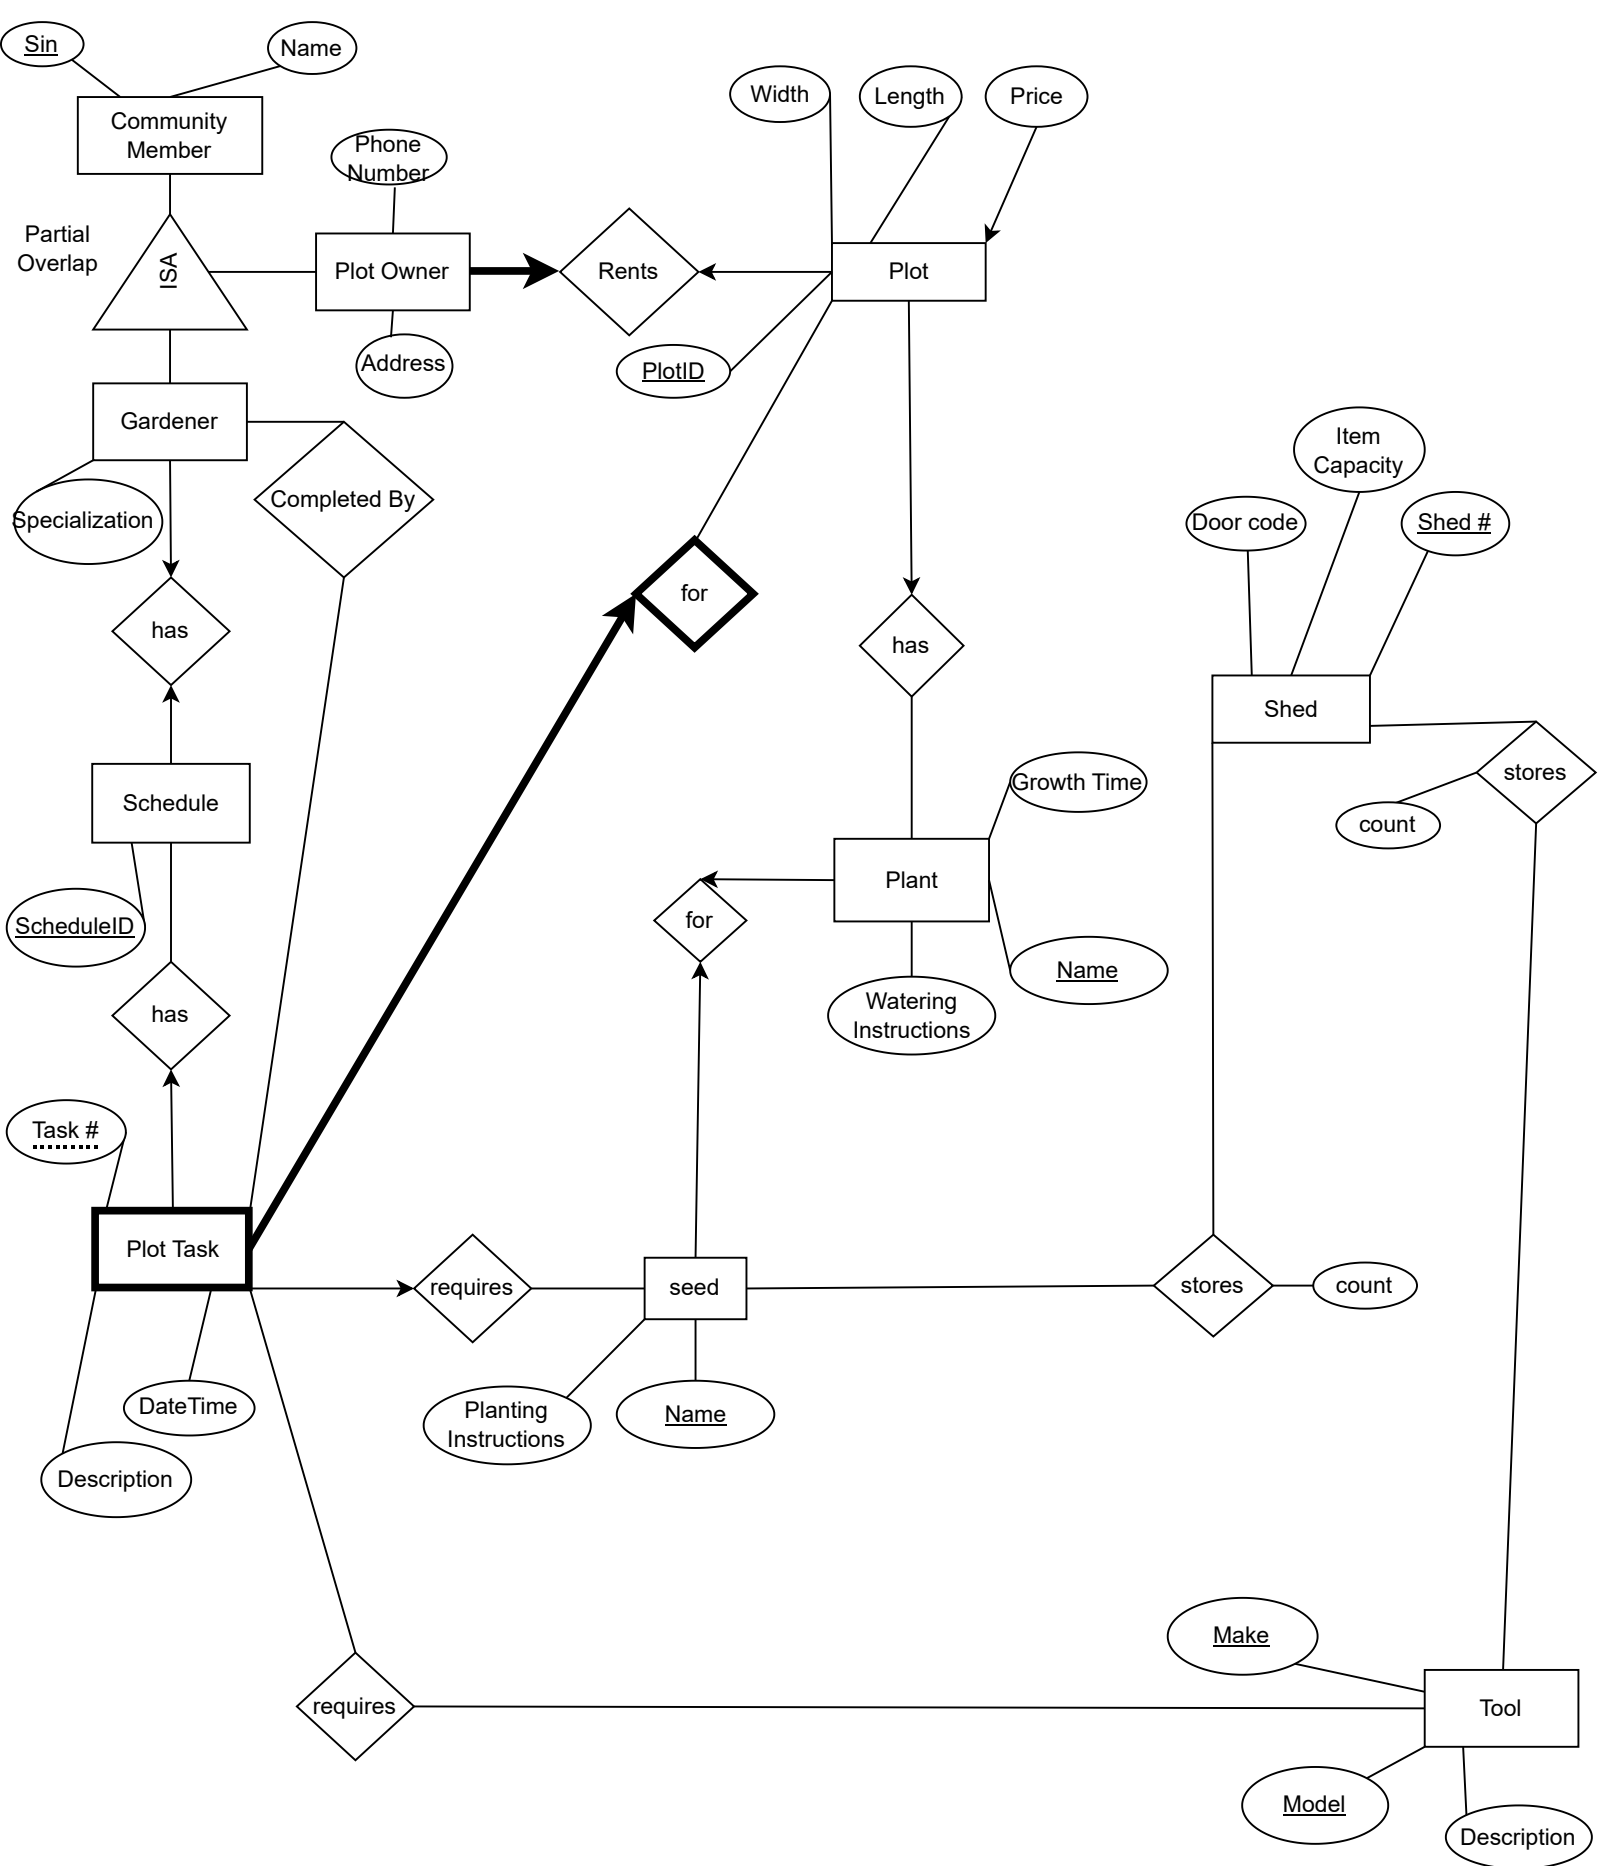 Sin
Name
Community
Member
Width
Length
Price
Phone
Number
Partial
Overlap
ISA
Plot Owner
Rents
Plot
Address
PlotID
Gardener
Completed By
Specialization
Item
Capacity
Door code
Shed #
for
has
has
Shed
stores
count
Schedule
Growth Time
Plant
for
ScheduleID
Name
Watering
Instructions
has
Task #
Plot Task
requires
seed
stores
count
DateTime
Planting
Instructions
Name
Description
Make
requires
Tool
Model
Description